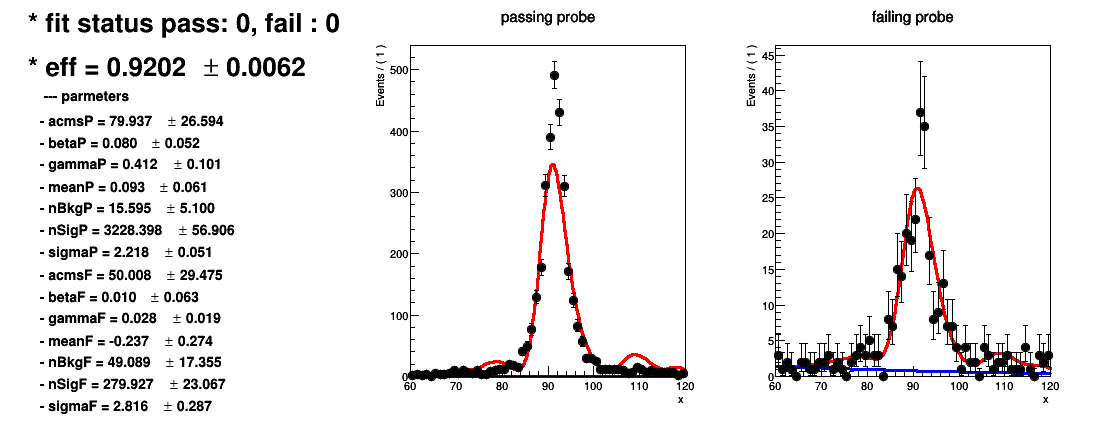 * fit status pass: 0, fail : 0
* eff = 0.9202 ± 0.0062
--- parmeters
- acmsP = 79.937 ± 26.594
- betaP = 0.080 ± 0.052
- gammaP = 0.412 ± 0.101
- meanP = 0.093 ± 0.061
- nBkgP = 15.595 ± 5.100
- nSigP = 3228.398 ± 56.906
- sigmaP = 2.218 ± 0.051
- acmsF = 50.008 ± 29.475
- betaF = 0.010 ± 0.063
- gammaF = 0.028 ± 0.019
- meanF = -0.237 ± 0.274
- nBkgF = 49.089 ± 17.355
- nSigF = 279.927 ± 23.067
- sigmaF = 2.816 ± 0.287
passing probe
Events / ( 1 )
500
400
300
200
100
0
60 70 80 90 100 110 120
x
failing probe
Events / ( 1 )
45
40
35
30
25
20
15
10
5
0
60 70 80 90 100 110 120
x